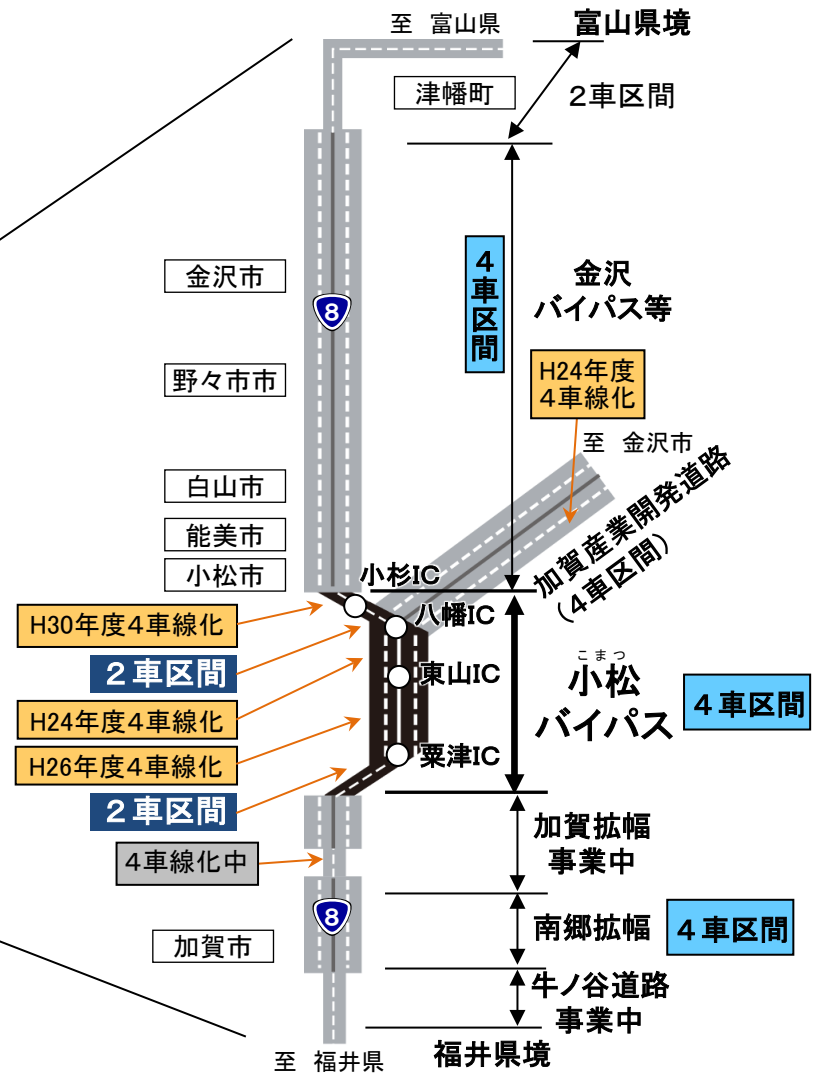 至 富山県
富山県境
津幡町
2車区間
4車区間
金沢
バイパス等
金沢市
8
野々市市
H24年度
4車線化
至 金沢市
白山市
能美市
小松市
加賀産業開発道路
(4車区間)
小杉IC
八幡IC
H30年度4車線化
2車区間
東山IC
こまつ
小松
バイパス
4車区間
H24年度4車線化
H26年度4車線化
粟津IC
2車区間
加賀拡幅
事業中
4車線化中
8
南郷拡幅
4車区間
加賀市
牛ノ谷道路
事業中
福井県境
至 福井県